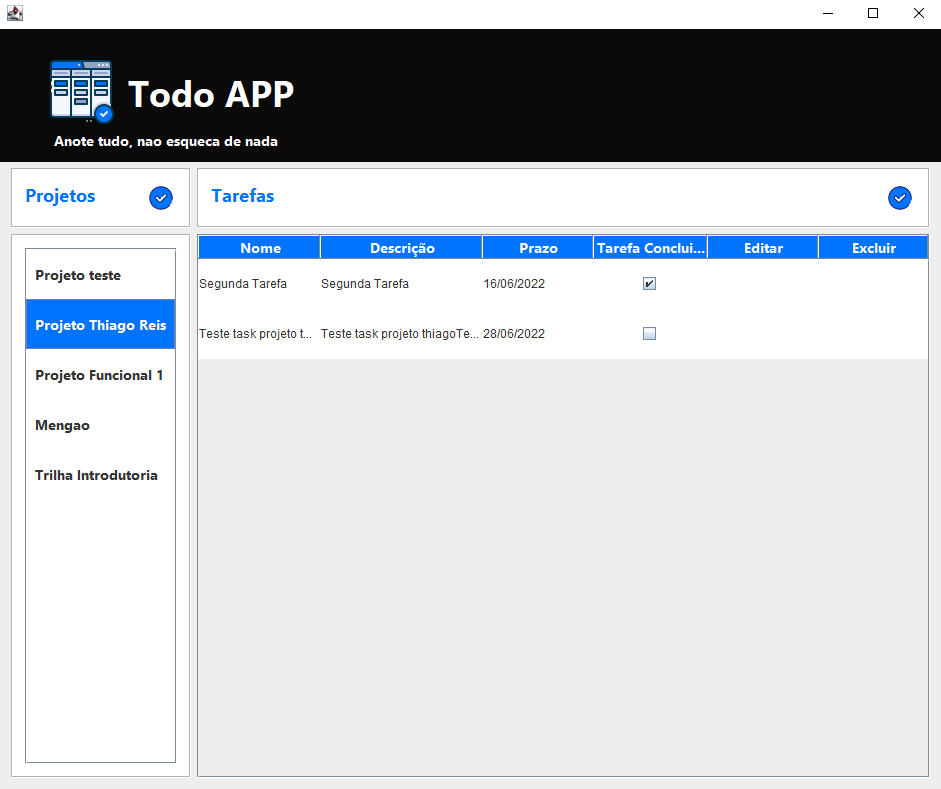 Todo APP
Anote tudo, nao esqueca de nada
Projetos
Tarefas
Projeto teste
Projeto Thiago Reis
Projeto Funcional 1
Mengao
Trilha Introdutoria
Nome Descrição Prazo Tarefa Conclui... Editar Excluir
Segunda Tarefa Segunda Tarefa 16/06/2022
Teste task projeto t... Teste task projeto thiagoTe... 28/06/2022